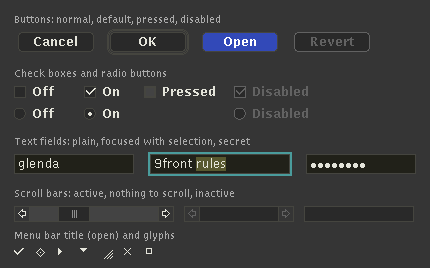 Buttons: normal, default, pressed, disabled
Cancel OK Open Revert
Check boxes and radio buttons
Off On Pressed Disabled
Off On Disabled
Text fields: plain, focused with selection, secret
glenda 9front rules ●●●●●●●●
Scroll bars: active, nothing to scroll, inactive
Menu bar title (open) and glyphs